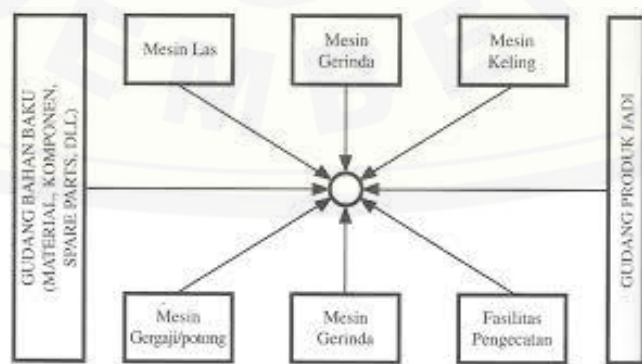 GUDANG BAHAN BAKU
(MATERIAL, KOMPONEN,
SPARE PARTS, DLL)
Mesin Las
Mesin
Gerinda
Mesin
Keling
Mesin
Gergaji/potong
Mesin
Gerinda
Fasilitas
Pengecatan
GUDANG PRODUK JADI